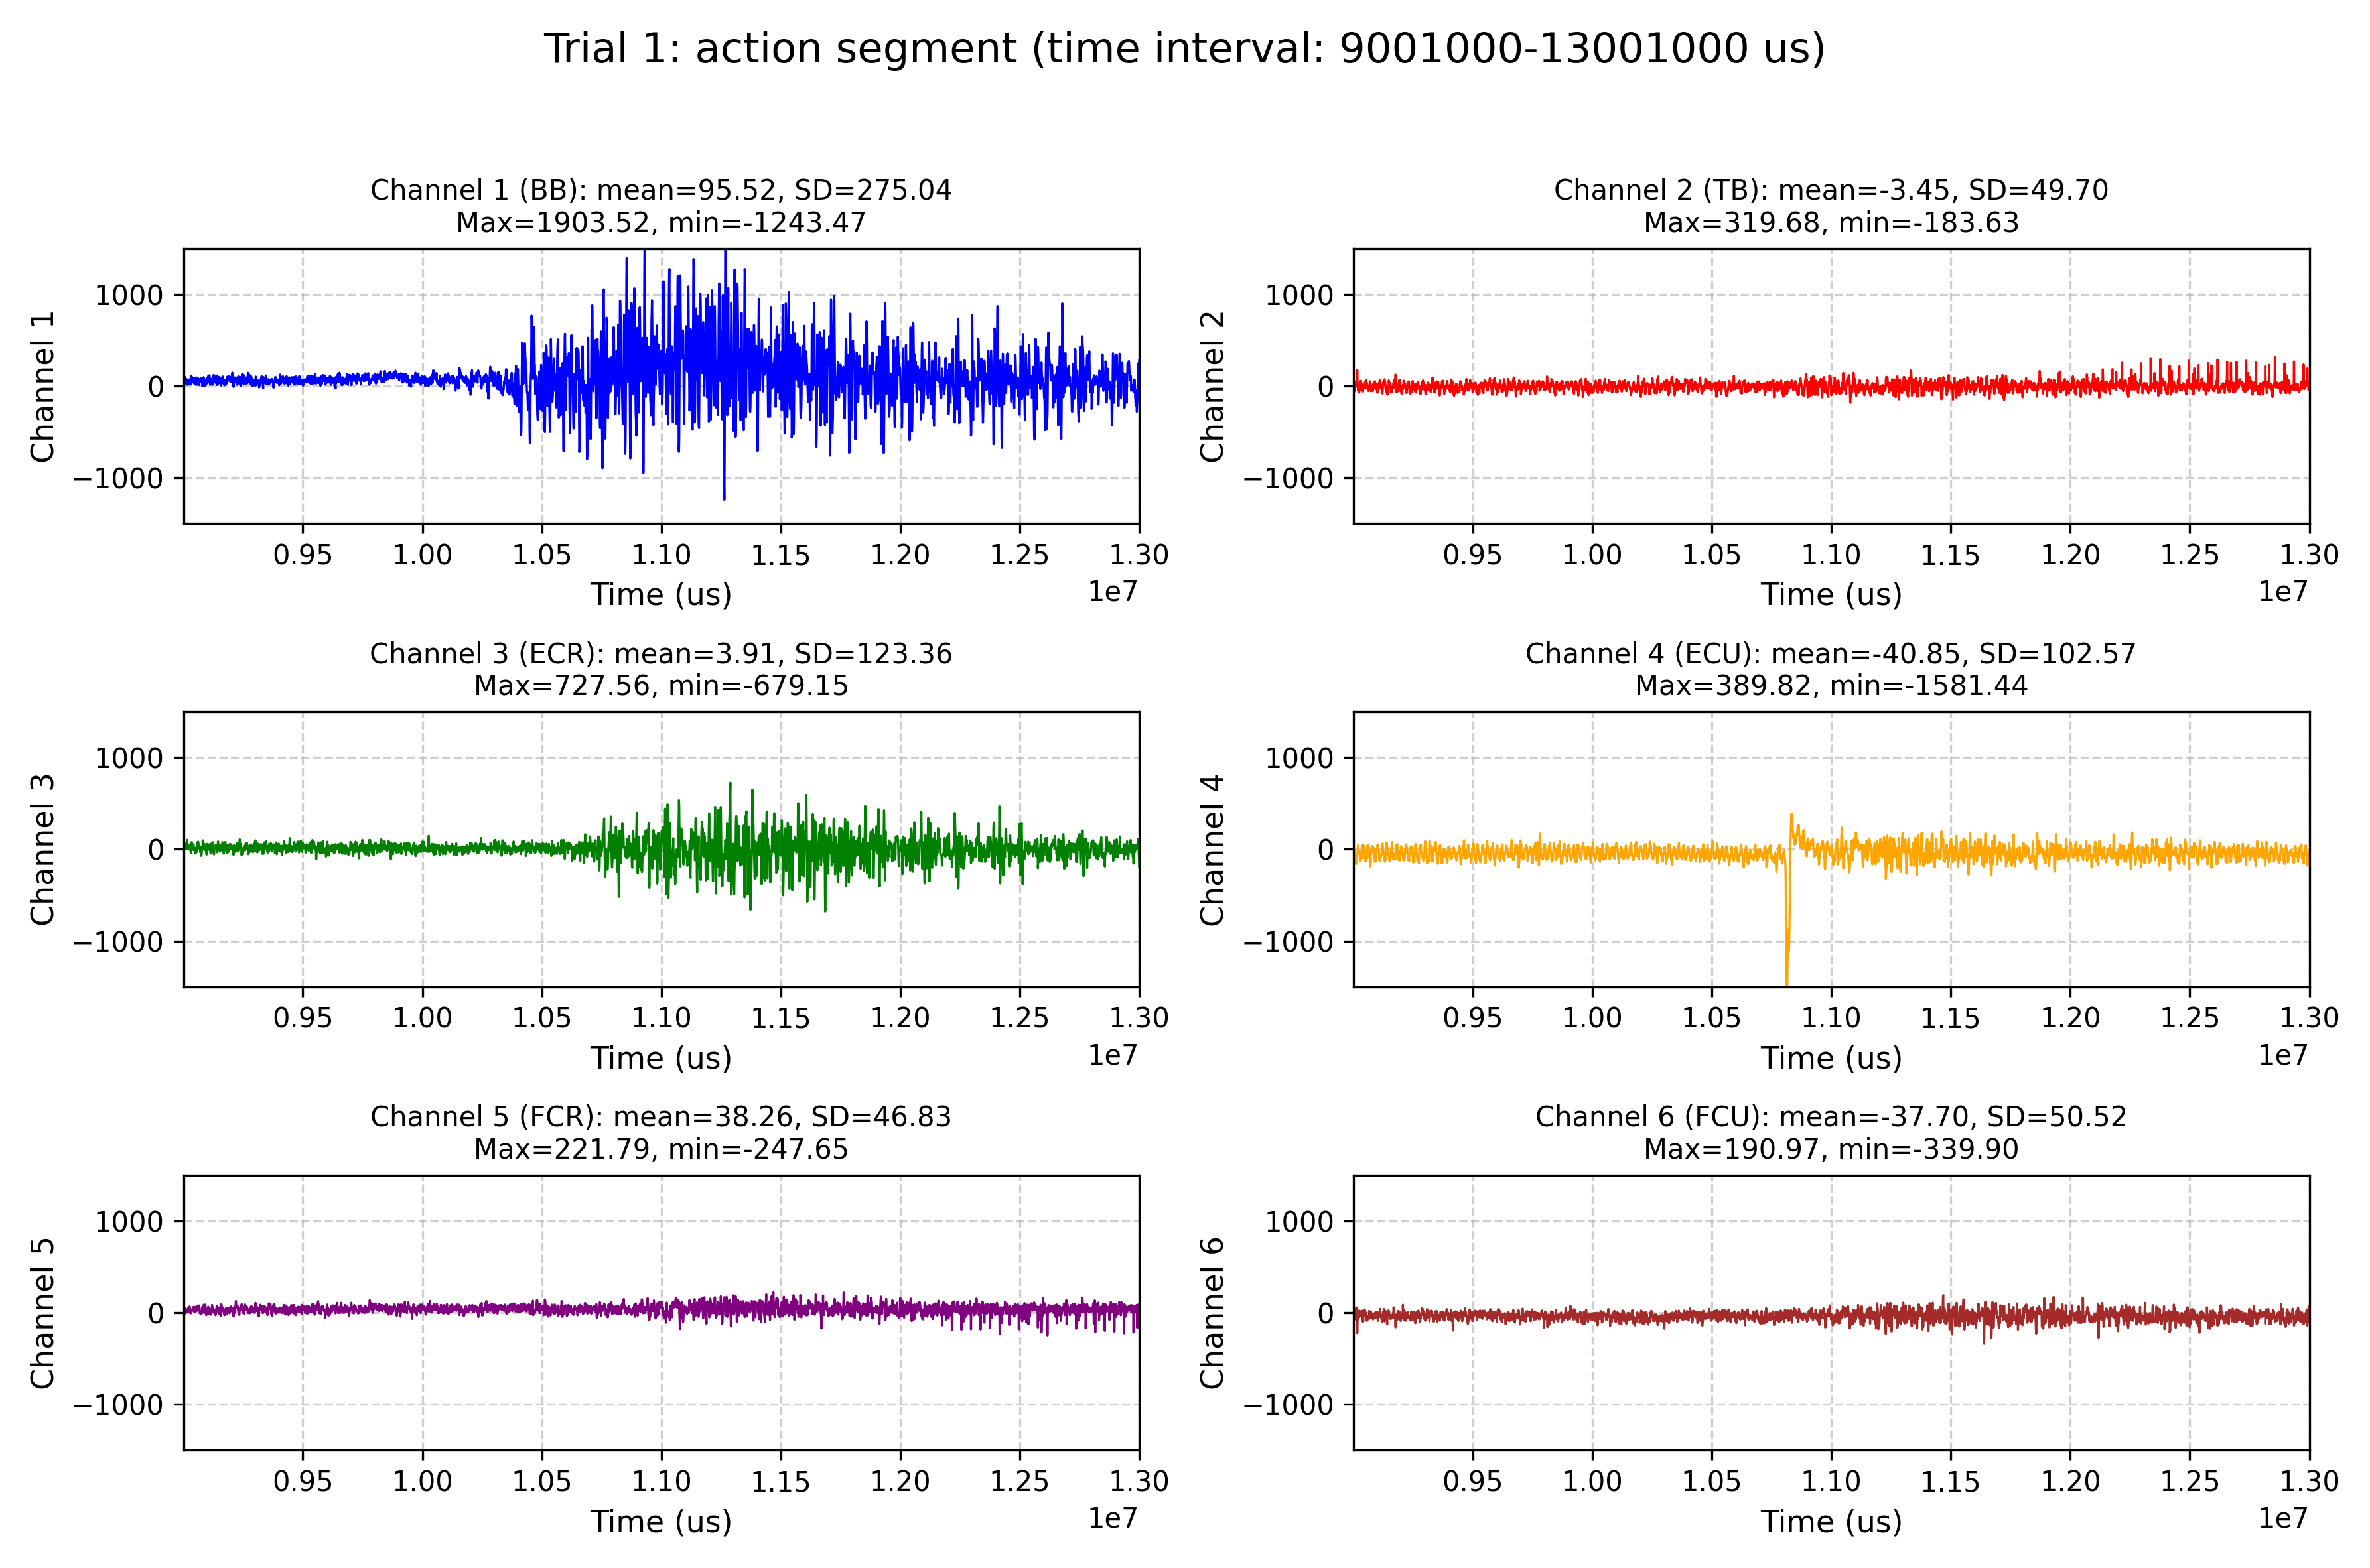 Trial 1: action segment (time interval: 9001000-13001000 us)
Channel 1 (BB): mean=95.52, SD=275.04
Max=1903.52, min=-1243.47
Channel 1
1000
0
−1000
0.95 1.00 1.05 1.10 1.15 1.20 1.25 1.30
1e7
Time (us)
Channel 2 (TB): mean=-3.45, SD=49.70
Max=319.68, min=-183.63
Channel 2
1000
0
−1000
0.95 1.00 1.05 1.10 1.15 1.20 1.25 1.30
1e7
Time (us)
Channel 3 (ECR): mean=3.91, SD=123.36
Max=727.56, min=-679.15
Channel 3
1000
0
−1000
0.95 1.00 1.05 1.10 1.15 1.20 1.25 1.30
1e7
Time (us)
Channel 4 (ECU): mean=-40.85, SD=102.57
Max=389.82, min=-1581.44
Channel 4
1000
0
−1000
0.95 1.00 1.05 1.10 1.15 1.20 1.25 1.30
1e7
Time (us)
Channel 5 (FCR): mean=38.26, SD=46.83
Max=221.79, min=-247.65
Channel 5
1000
0
−1000
0.95 1.00 1.05 1.10 1.15 1.20 1.25 1.30
1e7
Time (us)
Channel 6 (FCU): mean=-37.70, SD=50.52
Max=190.97, min=-339.90
Channel 6
1000
0
−1000
0.95 1.00 1.05 1.10 1.15 1.20 1.25 1.30
1e7
Time (us)